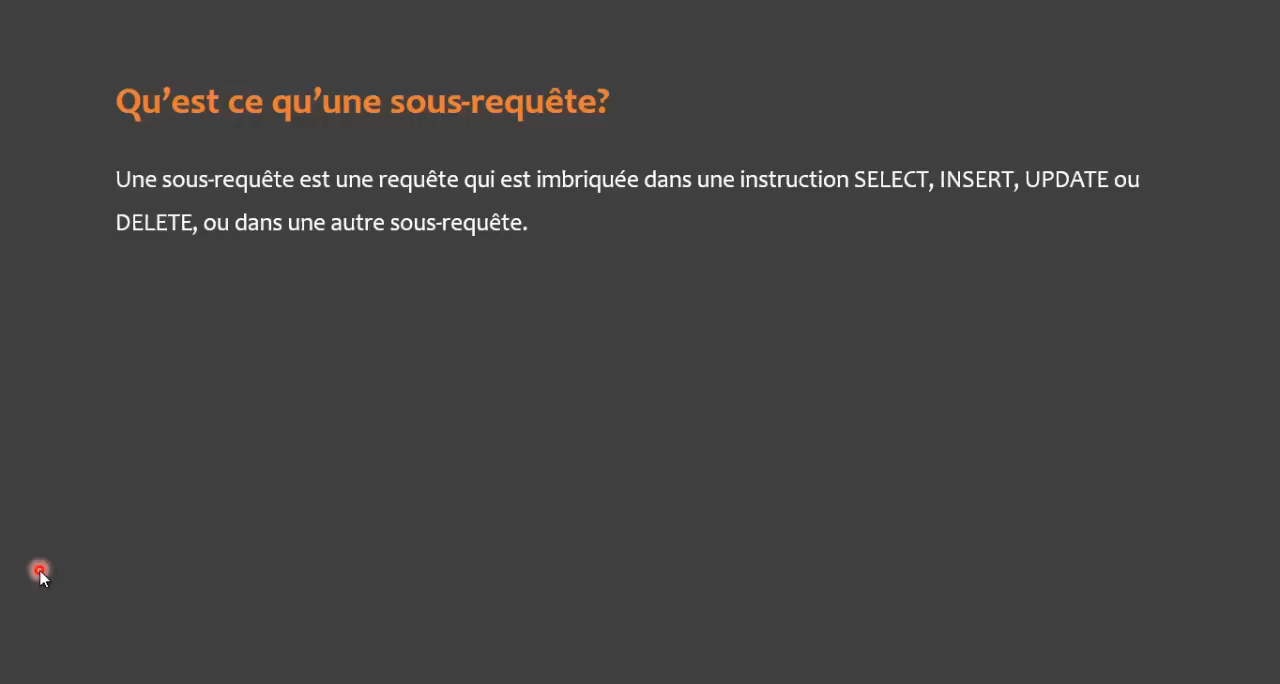 Qu’est ce qu’une sous-requête?
Une sous-requête est une requête qui est imbriquée dans une instruction SELECT, INSERT, UPDATE ou
DELETE, ou dans une autre sous-requête.